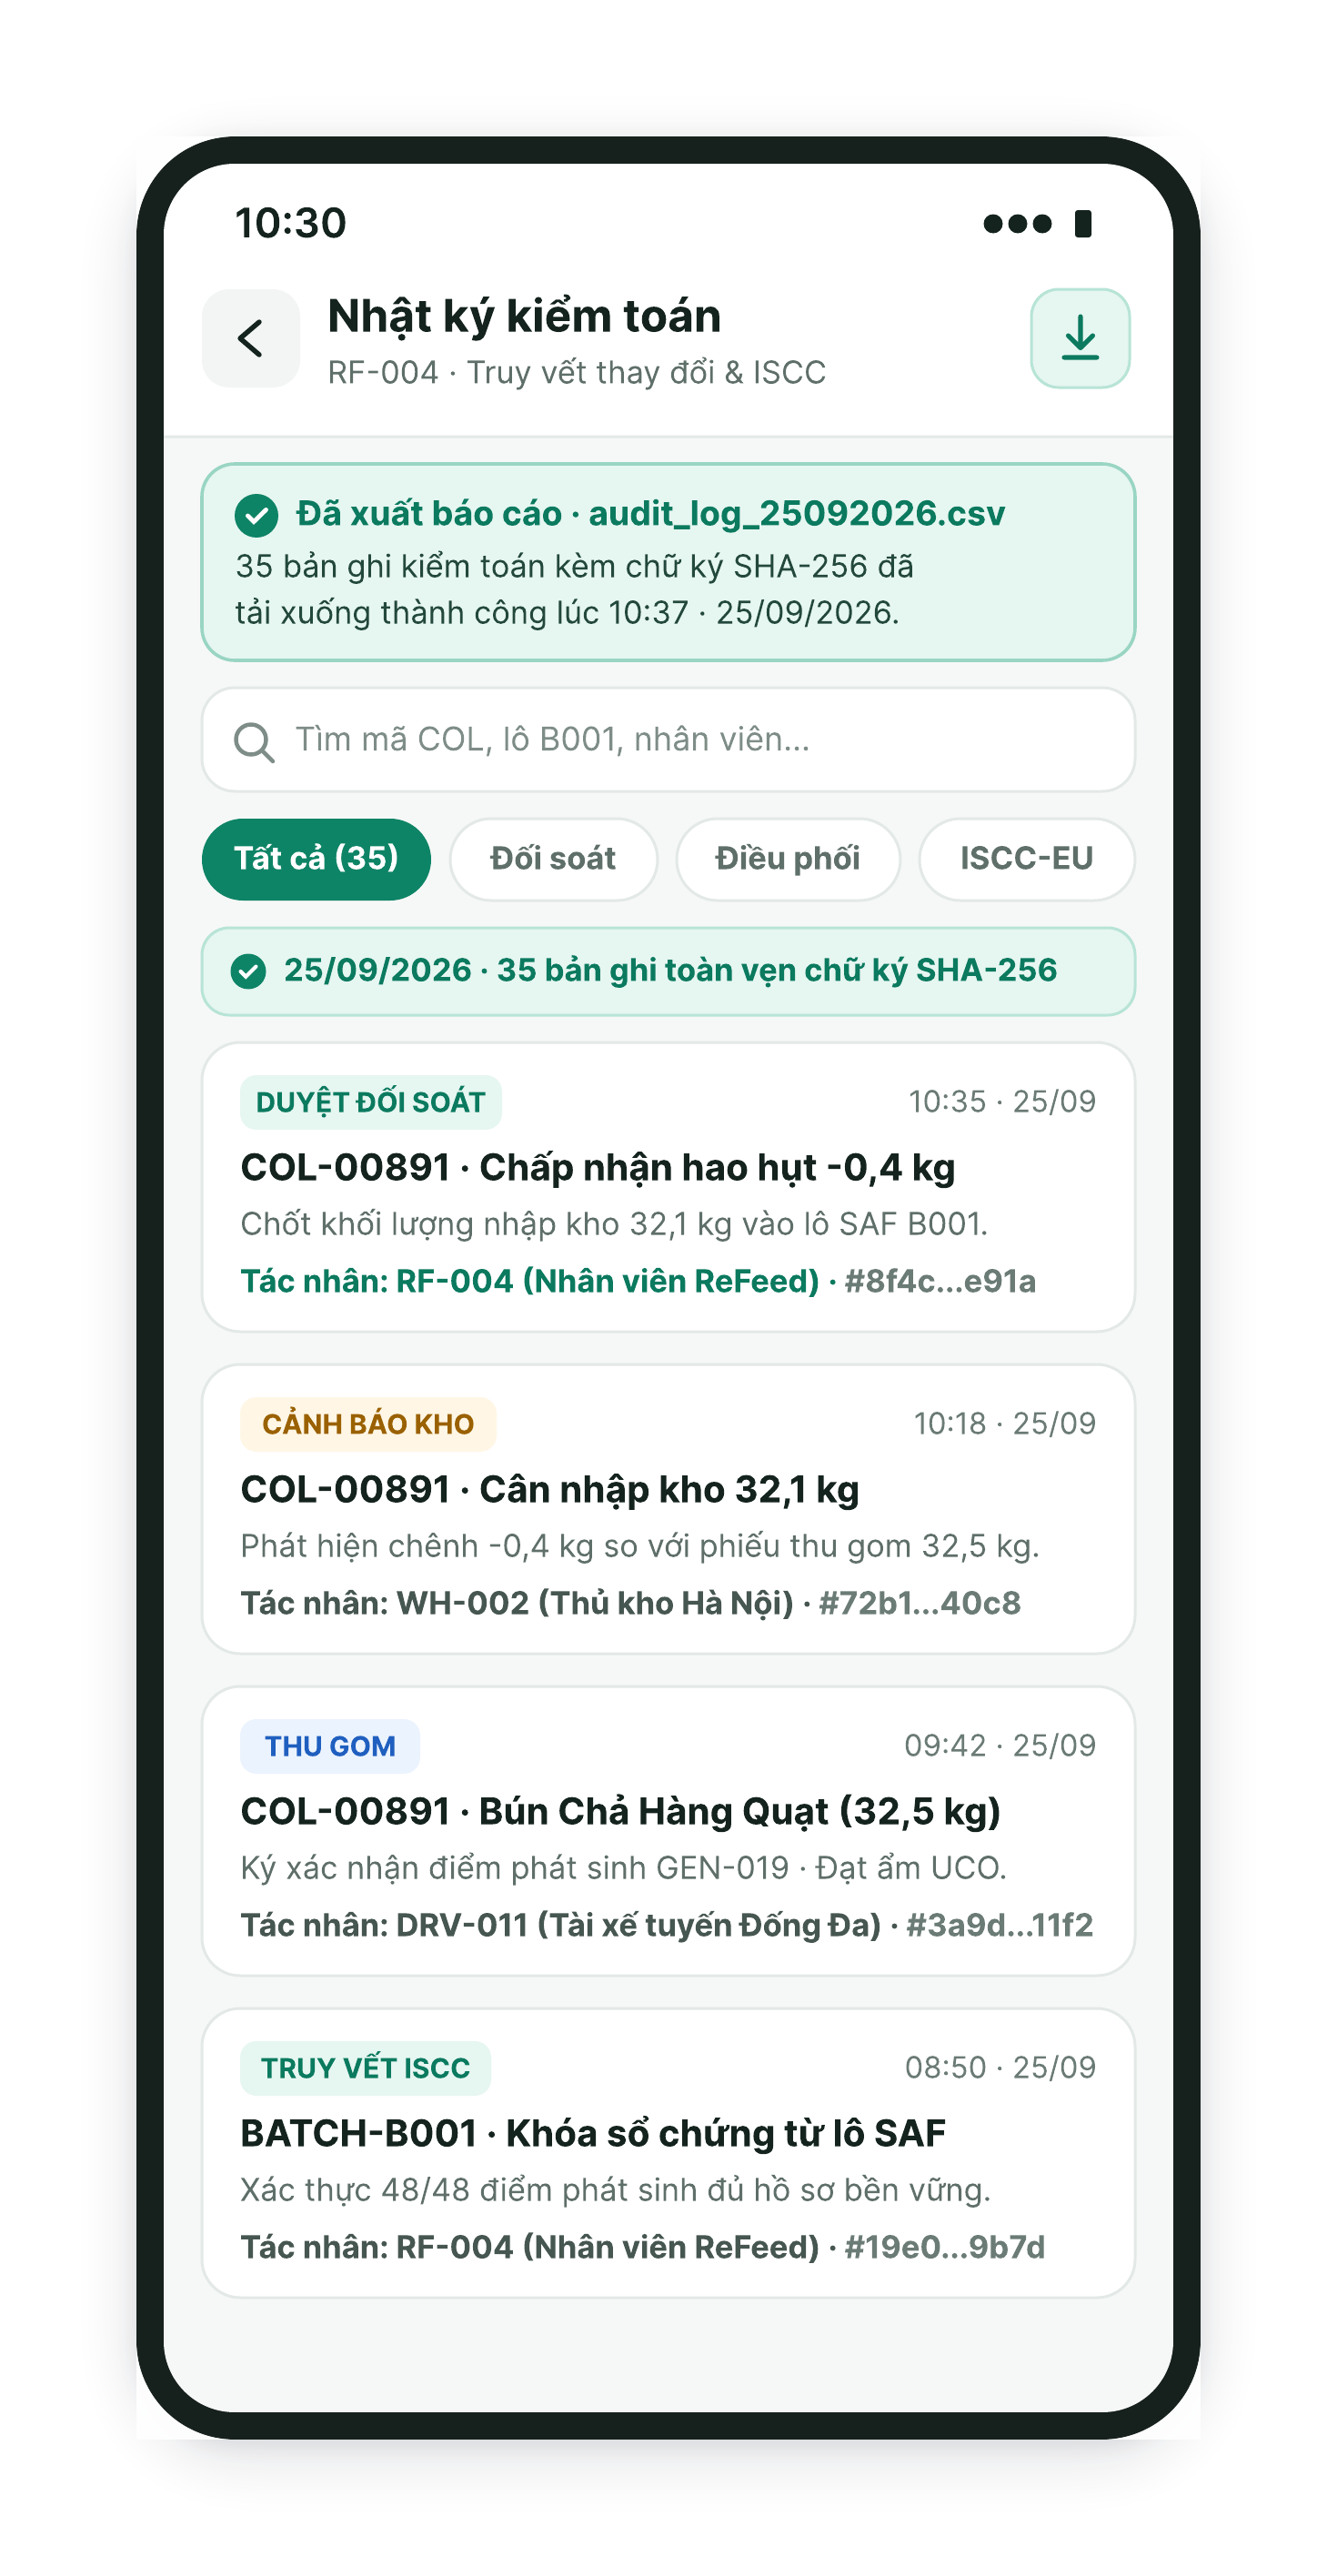 10:30
Nhật ký kiểm toán
RF-004 · Truy vết thay đổi & ISCC
Đã xuất báo cáo · audit_log_25092026.csv
35 bản ghi kiểm toán kèm chữ ký SHA-256 đã
tải xuống thành công lúc 10:37 · 25/09/2026.
Tìm mã COL, lô B001, nhân viên...
Tất cả (35)
Đối soát
Điều phối
ISCC-EU
25/09/2026 · 35 bản ghi toàn vẹn chữ ký SHA-256
DUYỆT ĐỐI SOÁT
10:35 · 25/09
COL-00891 · Chấp nhận hao hụt -0,4 kg
Chốt khối lượng nhập kho 32,1 kg vào lô SAF B001.
Tác nhân: RF-004 (Nhân viên ReFeed) · #8f4c...e91a
CẢNH BÁO KHO
10:18 · 25/09
COL-00891 · Cân nhập kho 32,1 kg
Phát hiện chênh -0,4 kg so với phiếu thu gom 32,5 kg.
Tác nhân: WH-002 (Thủ kho Hà Nội) · #72b1...40c8
THU GOM
09:42 · 25/09
COL-00891 · Bún Chả Hàng Quạt (32,5 kg)
Ký xác nhận điểm phát sinh GEN-019 · Đạt ẩm UCO.
Tác nhân: DRV-011 (Tài xế tuyến Đống Đa) · #3a9d...11f2
TRUY VẾT ISCC
08:50 · 25/09
BATCH-B001 · Khóa sổ chứng từ lô SAF
Xác thực 48/48 điểm phát sinh đủ hồ sơ bền vững.
Tác nhân: RF-004 (Nhân viên ReFeed) · #19e0...9b7d